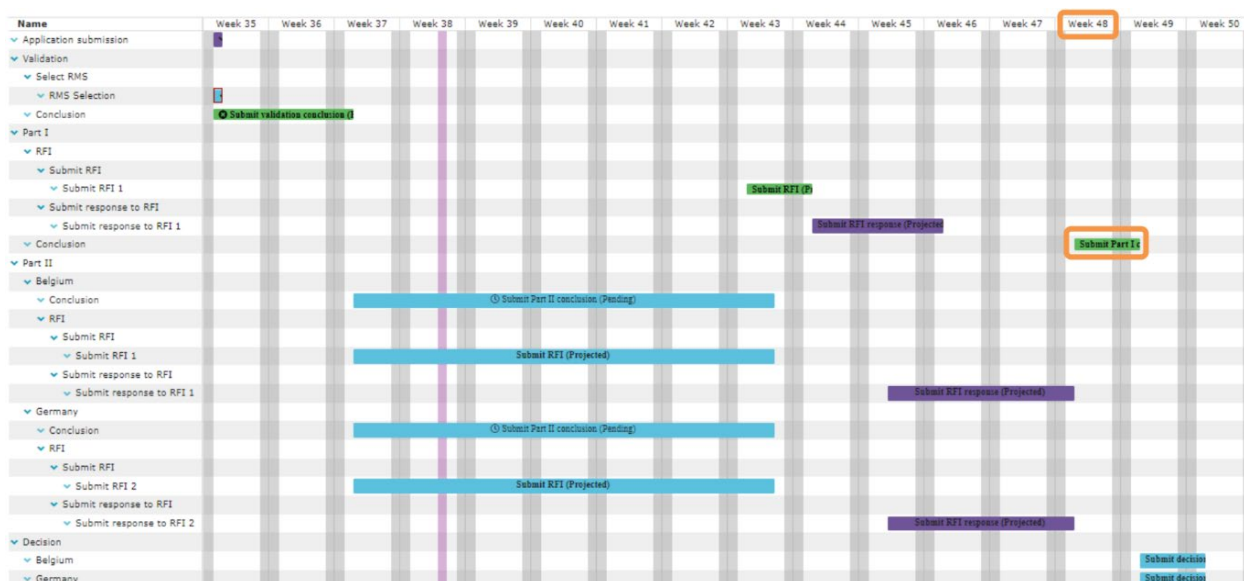 Name Week 35 Week 36 Week 37 Week 38 Week 39 Week 40 Week 41 Week 42 Week 43 Week 44 Week 45 Week 46 Week 47 Week 48 Week 49 Week 50
Application submission
Validation
Select RMS
RMS Selection
Conclusion Submit validation conclusion (
Part I
RFI
Submit RFI
Submit RFI 1 Submit RFI (P
Submit response to RFI
Submit response to RFI 1 Submit RFI response (Projected
Conclusion Submit Part I c
Part II
Belgium
Conclusion Submit Part II conclusion (Pending)
RFI
Submit RFI
Submit RFI 1 Submit RFI (Projected)
Submit response to RFI
Submit response to RFI 1 Submit RFI response (Projected)
Germany
Conclusion Submit Part II conclusion (Pending)
RFI
Submit RFI
Submit RFI 2 Submit RFI (Projected)
Submit response to RFI
Submit response to RFI 2 Submit RFI response (Projected)
Decision
Belgium Submit decision
Germany Submit decision